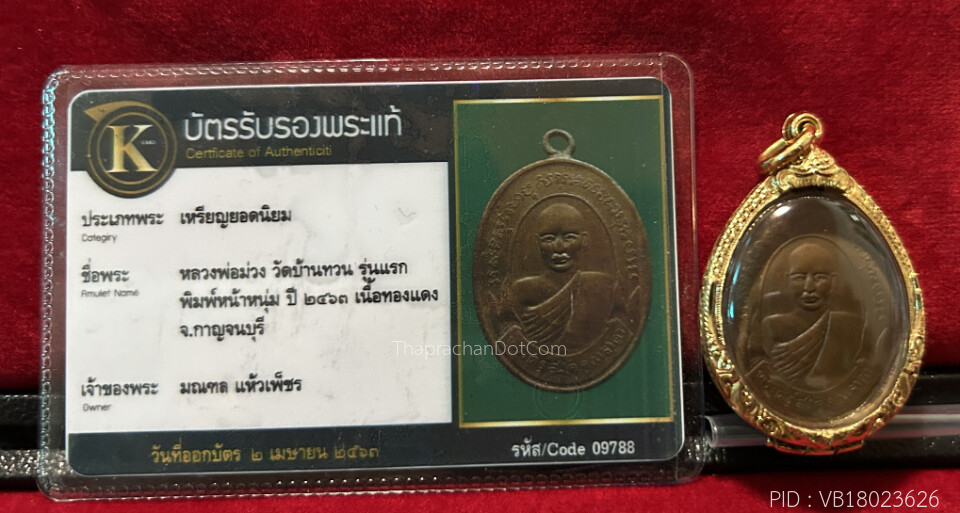 K
CARD
บัตรรับรองพระแท้
Certficate of Authenticiti
ประเภทพระ เหรียญยอดนิยม
Categiry
ชื่อพระ หลวงพ่อม่วง วัดบ้านทวน รุ่นแรก
Amulet Name พิมพ์หน้าหนุ่ม ปี ๒๔๖๓ เนื้อทองแดง
จ.กาญจนบุรี
เจ้าของพระ มณฑล แห้วเพ็ชร
Owner
วันที่ออกบัตร ๒ เมษายน ๒๕๖๓
รหัส/Code 09788
ThaprachanDotCom
PID : VB18023626